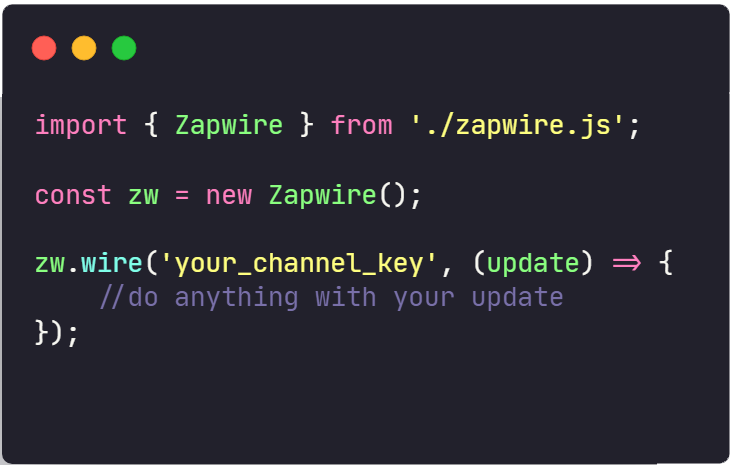 import { Zapwire } from './zapwire.js';
const zw = new Zapwire();
zw.wire('your_channel_key', (update) => {
//do anything with your update
});